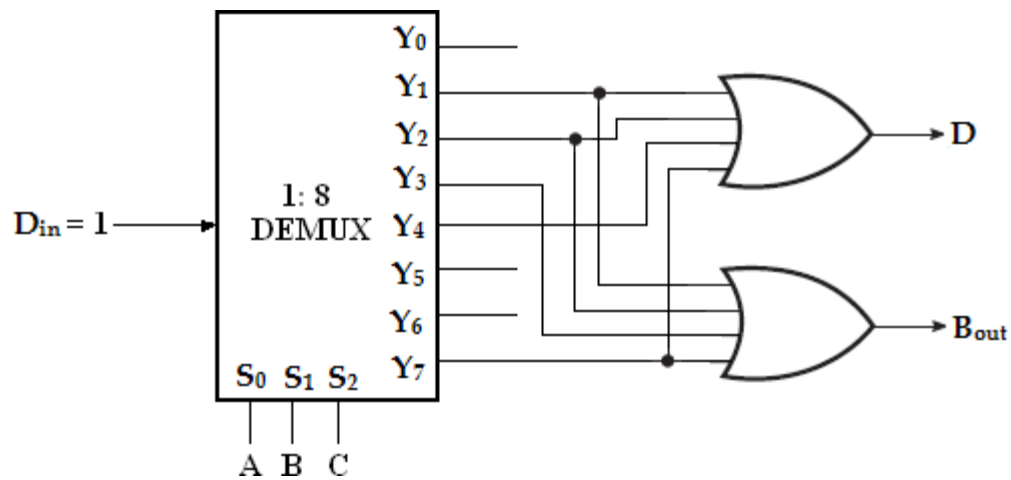 Y0
Y1
Y2
Y3
1: 8
DEMUX
Din = 1
Y4
Y5
Y6
Y7
S0 S1 S2
A B C
D
Bout